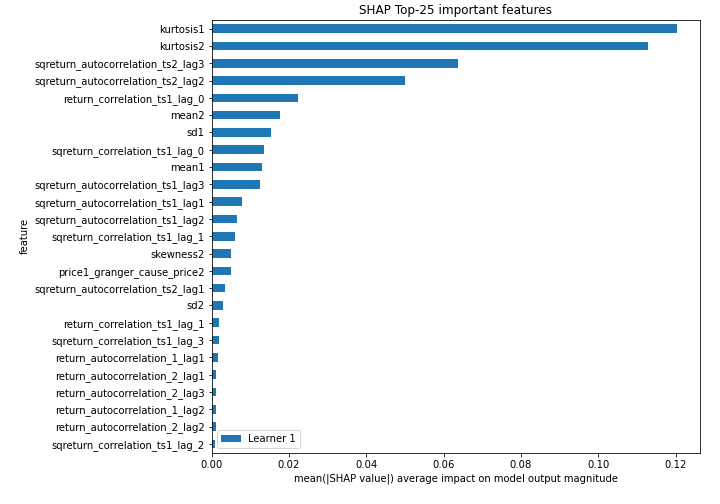 SHAP Top-25 important features
kurtosis1
kurtosis2
sqreturn_autocorrelation_ts2_lag3
sqreturn_autocorrelation_ts2_lag2
return_correlation_ts1_lag_0
mean2
sd1
sqreturn_correlation_ts1_lag_0
mean1
sqreturn_autocorrelation_ts1_lag3
sqreturn_autocorrelation_ts1_lag1
sqreturn_autocorrelation_ts1_lag2
sqreturn_correlation_ts1_lag_1
skewness2
price1_granger_cause_price2
sqreturn_autocorrelation_ts2_lag1
sd2
return_correlation_ts1_lag_1
sqreturn_correlation_ts1_lag_3
return_autocorrelation_1_lag1
return_autocorrelation_2_lag1
return_autocorrelation_2_lag3
return_autocorrelation_1_lag2
return_autocorrelation_2_lag2
sqreturn_correlation_ts1_lag_2
feature
Learner 1
0.00 0.02 0.04 0.06 0.08 0.10 0.12
mean(|SHAP value|) average impact on model output magnitude